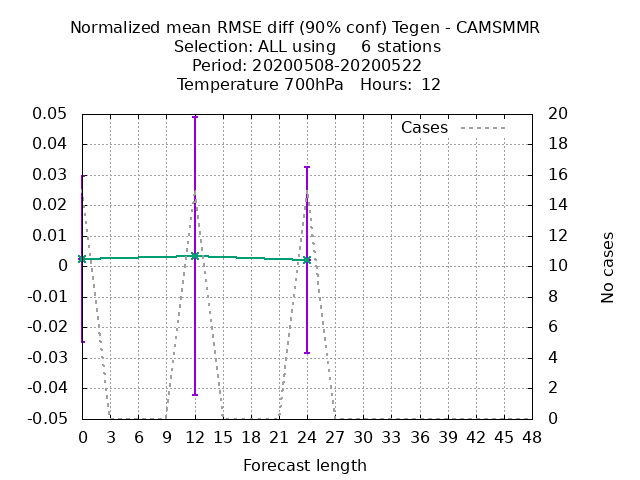 Normalized mean RMSE diff (90% conf) Tegen - CAMSMMR
Selection: ALL using     6 stations
Period: 20200508-20200522
Temperature 700hPa   Hours:  12
Cases
0.05
0.04
0.03
0.02
0.01
0
-0.01
-0.02
-0.03
-0.04
-0.05
20
18
16
14
12
10
8
6
4
2
0
No cases
0 3 6 9 12 15 18 21 24 27 30 33 36 39 42 45 48
Forecast length